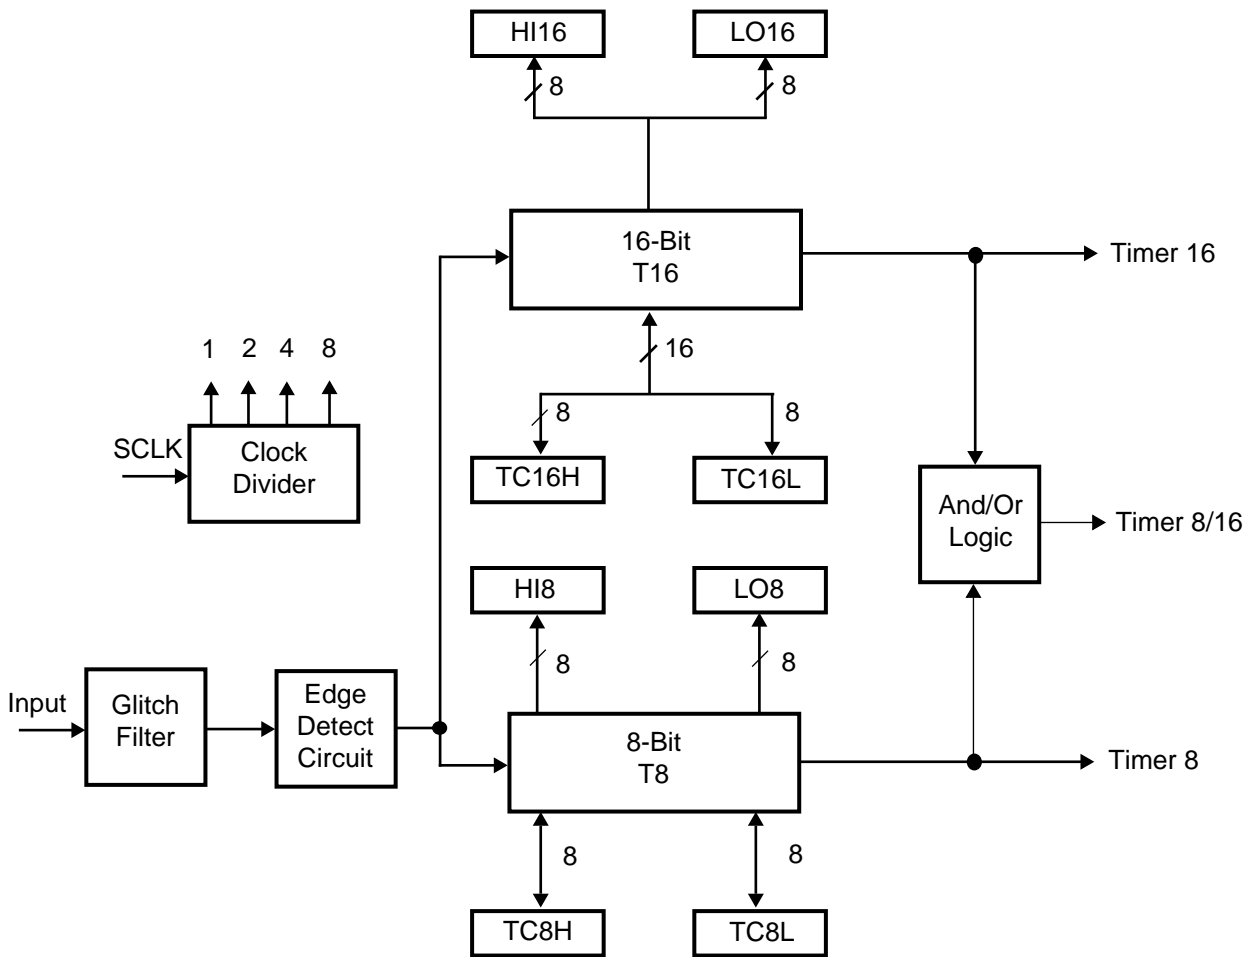 HI16
LO16
8
8
16-Bit
T16
Timer 16
1 2 4 8
16
8
8
SCLK
Clock
Divider
TC16H
TC16L
And/Or
Logic
Timer 8/16
HI8
LO8
8
8
Input
Glitch
Filter
Edge
Detect
Circuit
8-Bit
T8
Timer 8
8
8
TC8H
TC8L